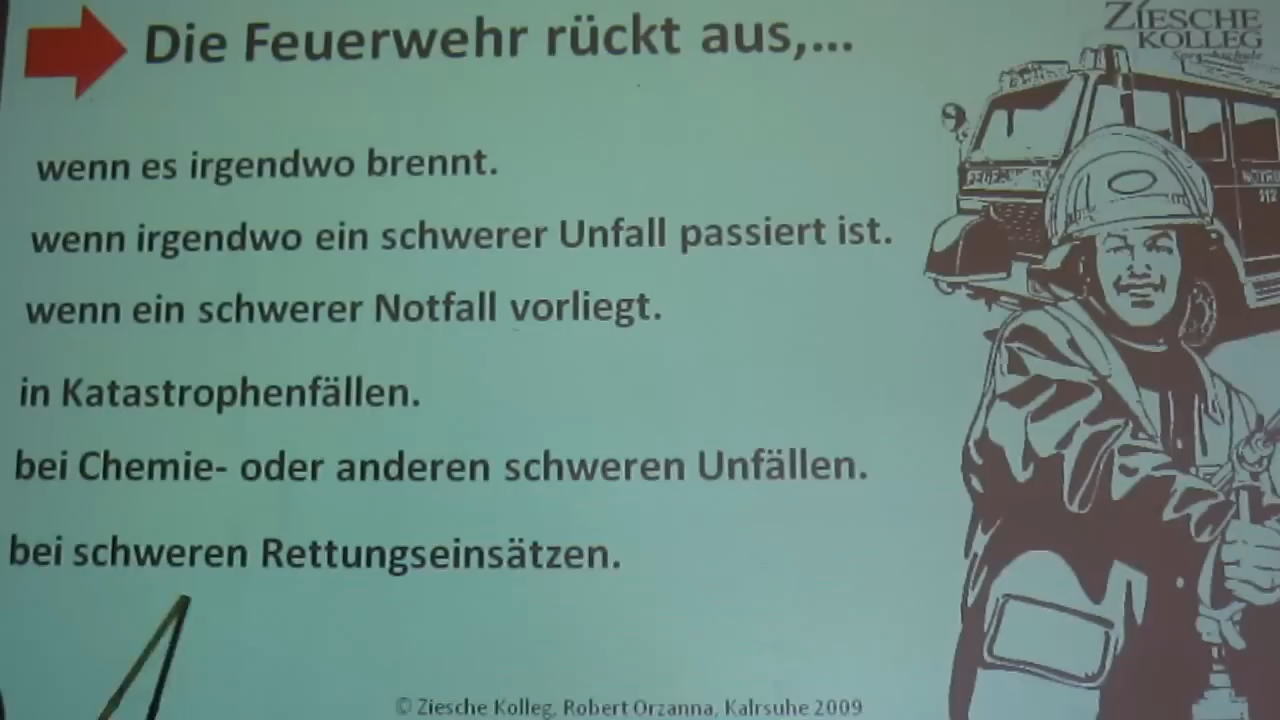 Die Feuerwehr rückt aus,...
ZIESCHE
KOLLEG
Sprachschule
wenn es irgendwo brennt.
wenn irgendwo ein schwerer Unfall passiert ist.
wenn ein schwerer Notfall vorliegt.
in Katastrophenfällen.
bei Chemie- oder anderen schweren Unfällen.
bei schweren Rettungseinsätzen.
112
© Ziesche Kolleg, Robert Orzanna, Kalrsuhe 2009